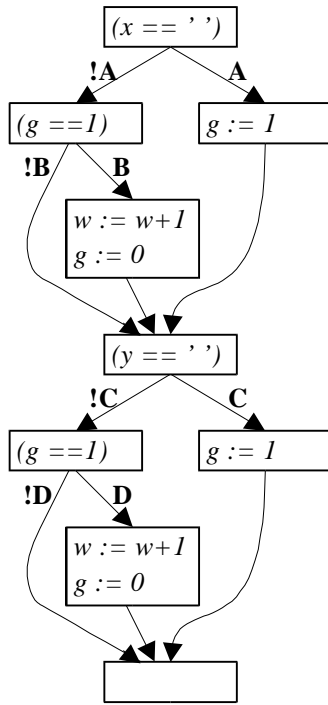 (x == ' ')
!A
A
(g ==1)
g := 1
!B
B
w := w+1
g := 0
(y == ' ')
!C
C
(g ==1)
g := 1
!D
D
w := w+1
g := 0